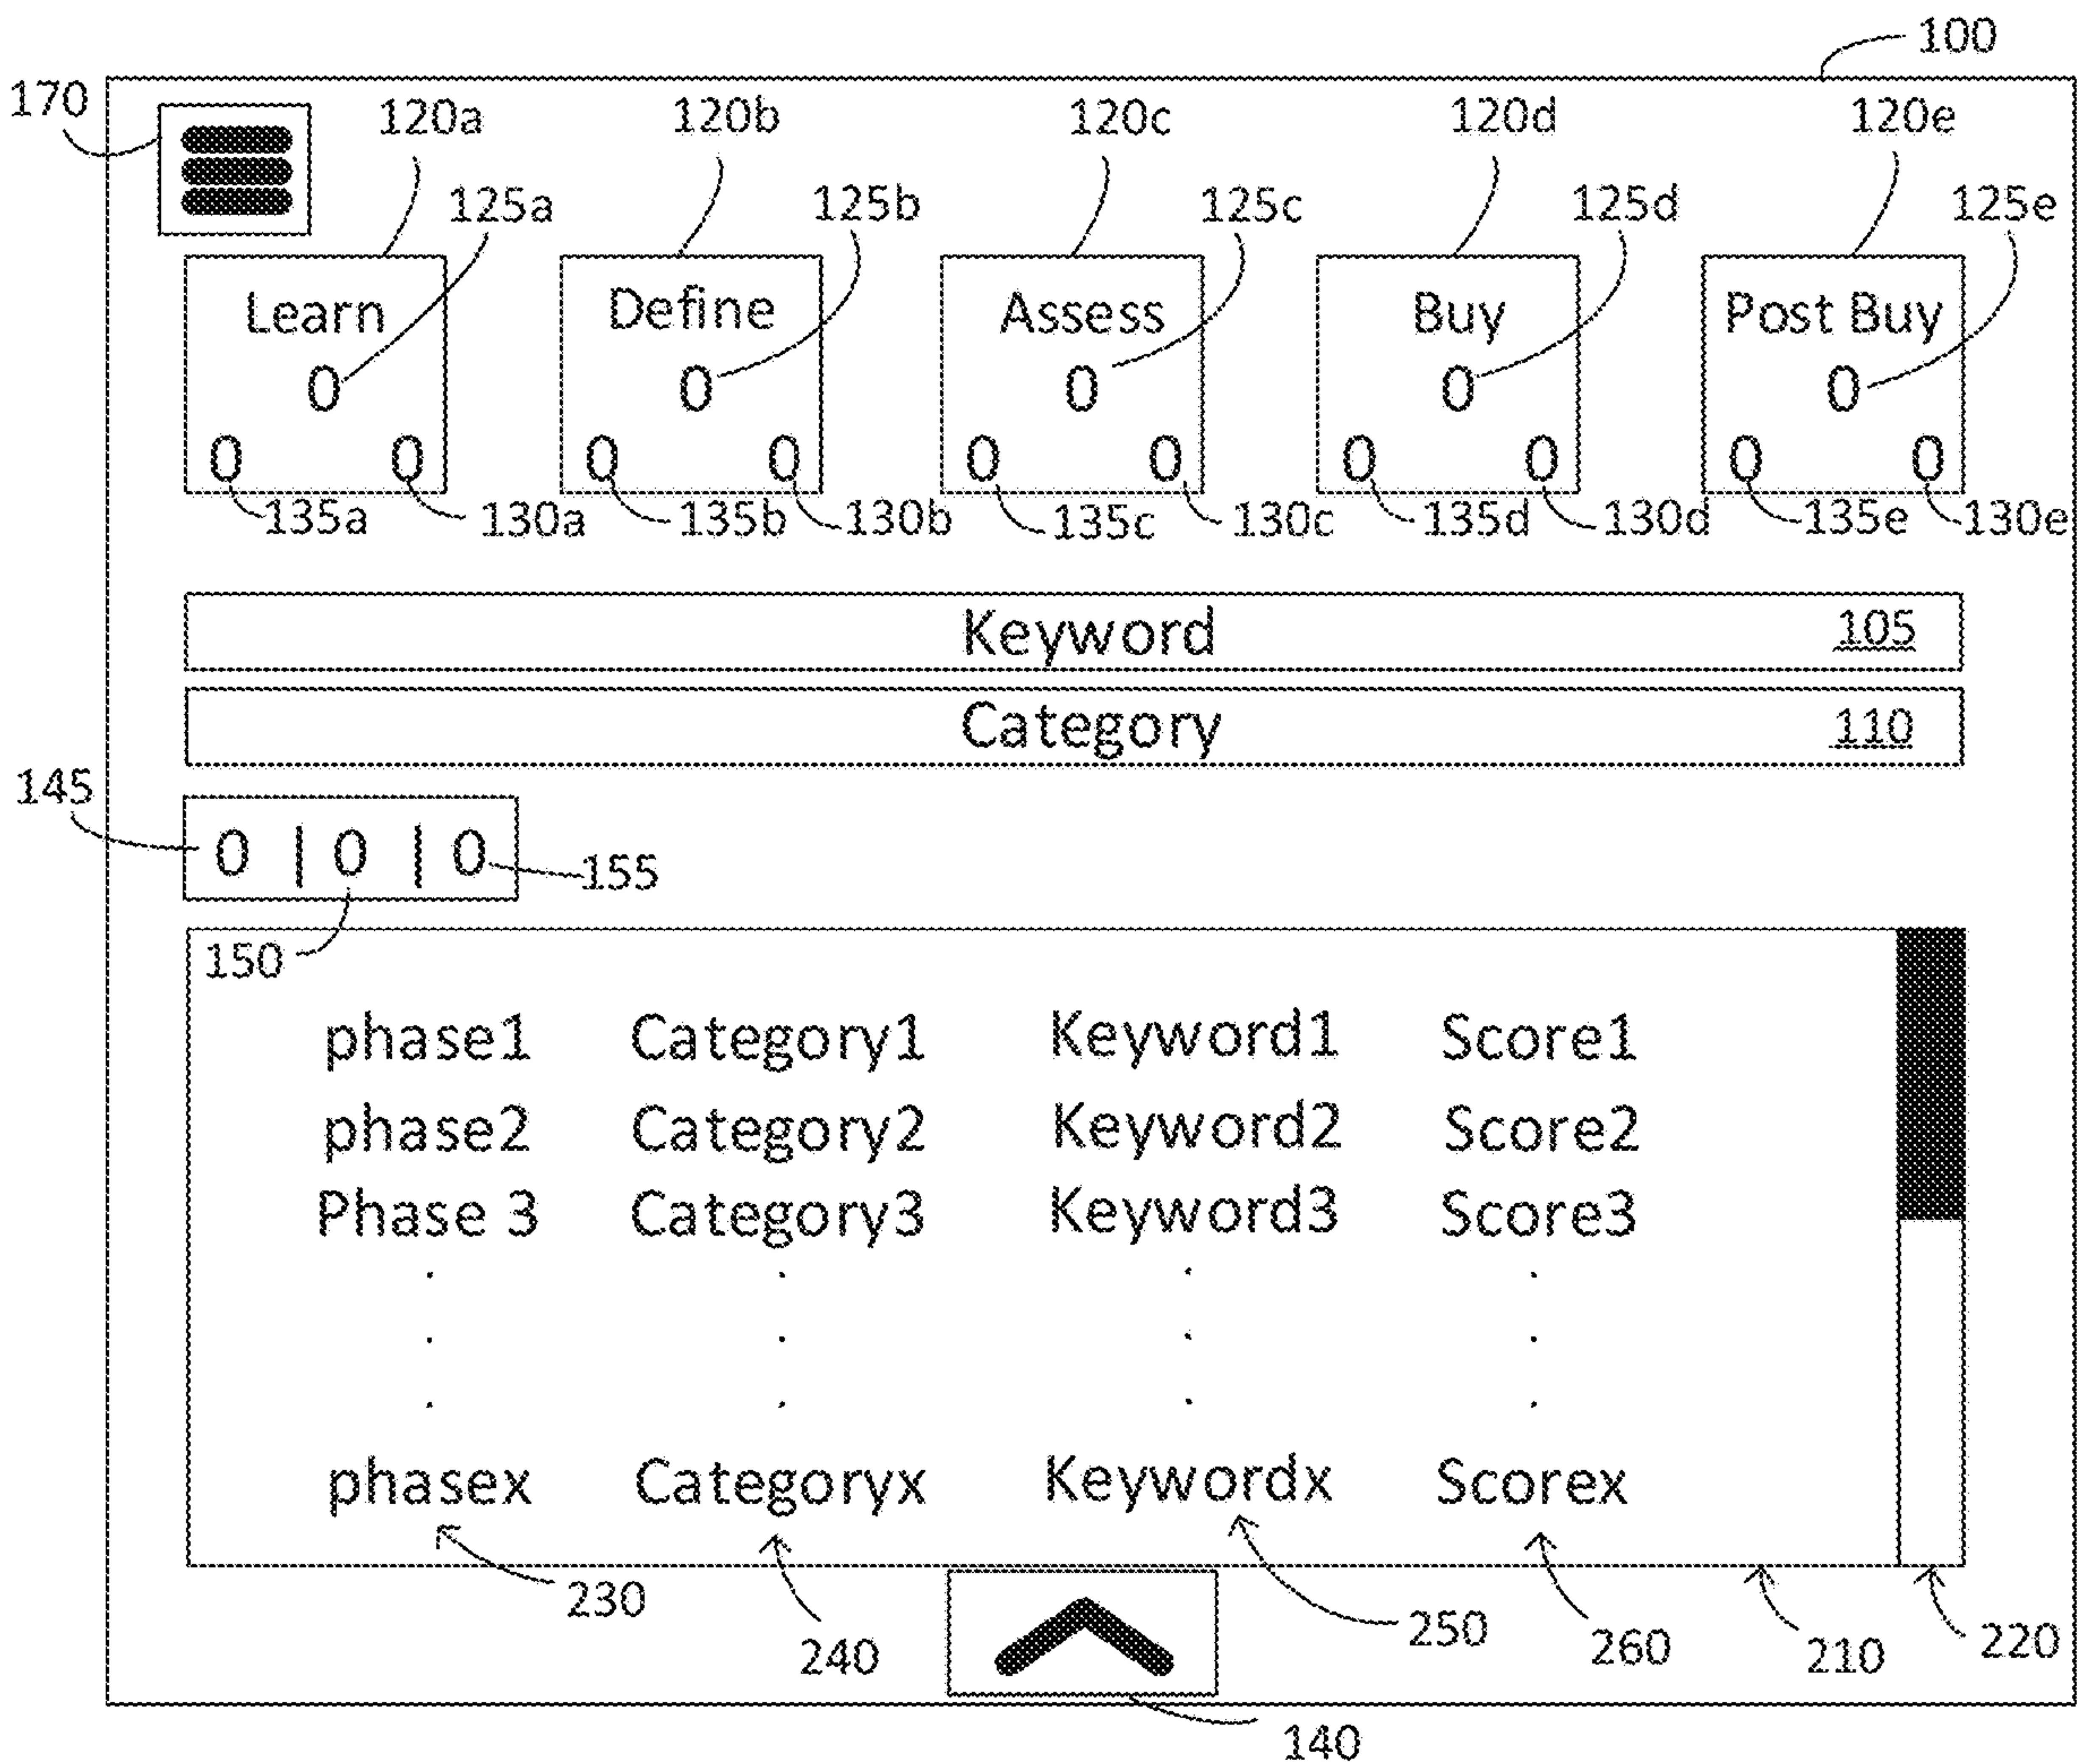 100
170 120a 120b 120c 120d 120e
125a 125b 125c 125d 125e
Learn Define Assess Buy Post Buy
0 0 0 0 0
0 0 0 0 0 0 0 0 0 0
135a 130a 135b 130b 135c 130c 135d 130d 135e 130e
Keyword 105
Category 110
145
0 | 0 | 0 155
150
phase1 Category1 Keyword1 Score1
phase2 Category2 Keyword2 Score2
Phase 3 Category3 Keyword3 Score3
. . . .
. . . .
. . . .
phasex Categoryx Keywordx Scorex
230 240 250 260 210 220
140